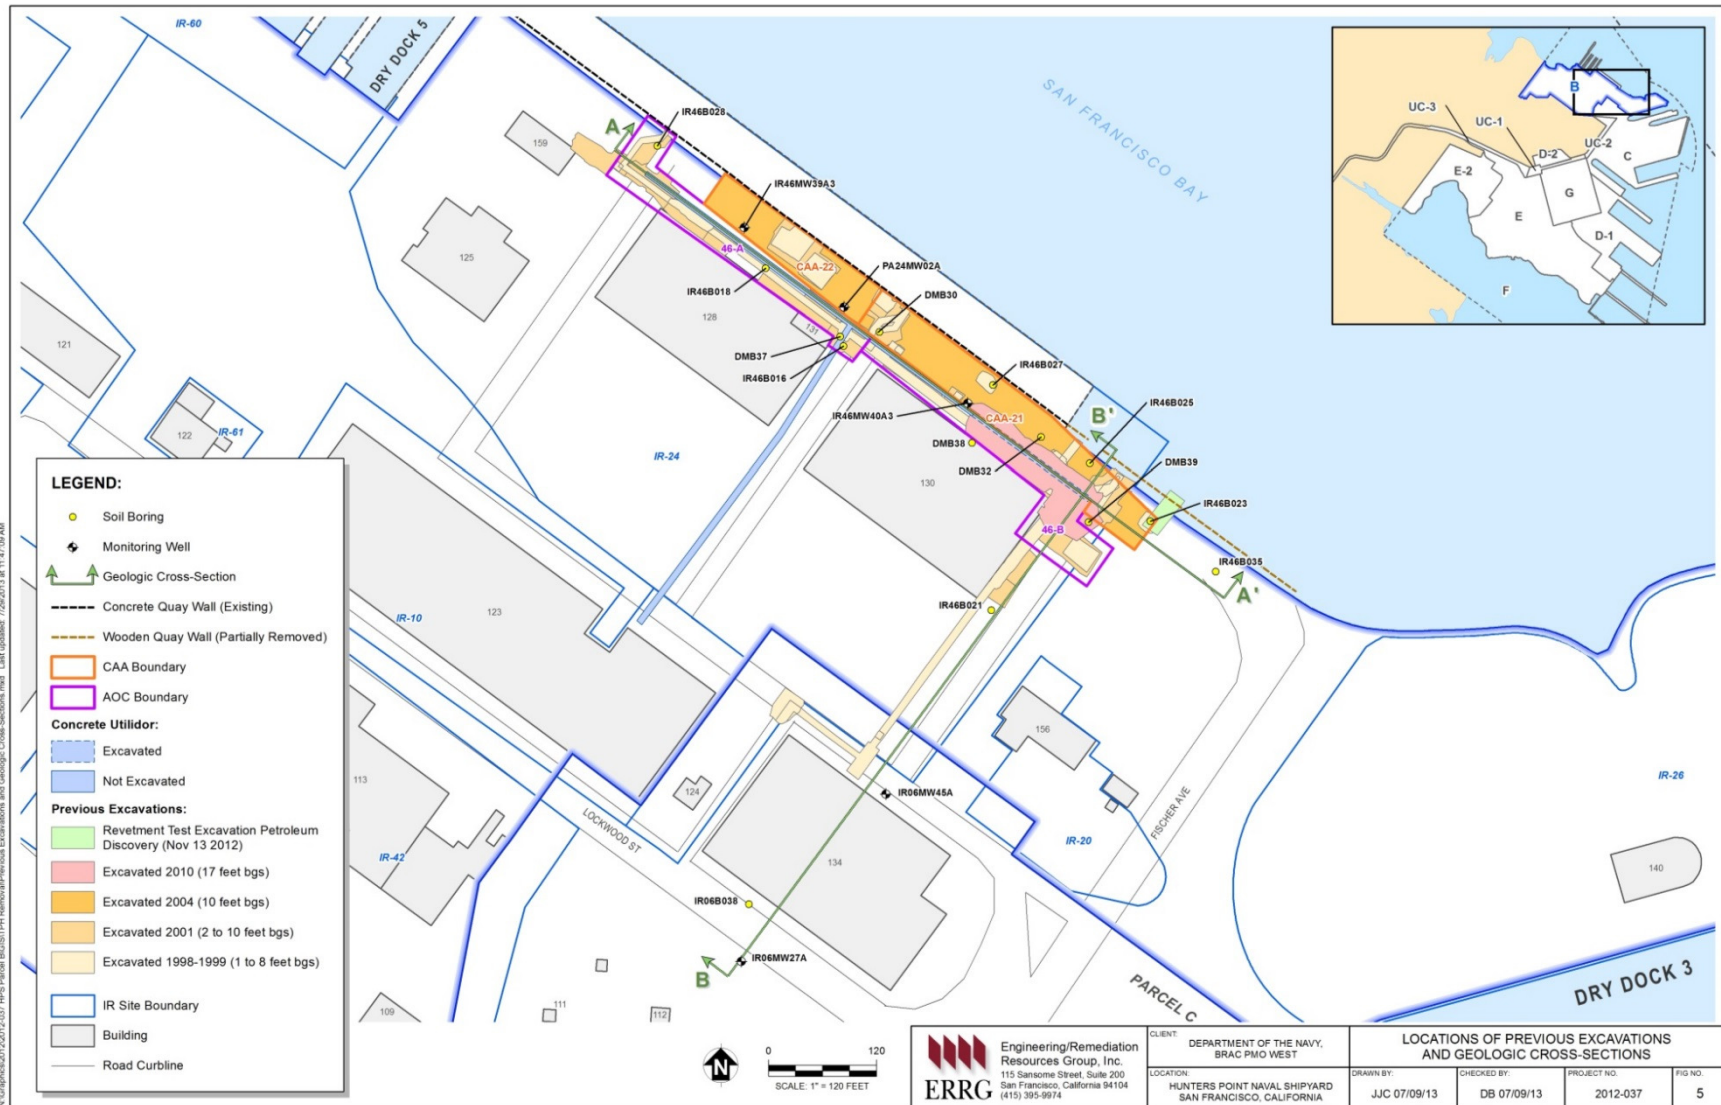 IR-60
DRY DOCK 5
SAN FRANCISCO BAY
B
UC-3
UC-1
UC-2
D-2
C
E-2
G
E
D-1
F
A
IR46B028
159
IR46MW39A3
125
46-A
CAA-22
PA24MW02A
IR46B018
DMB30
128
131
121
DMB37
IR46B016
IR46B027
IR46MW40A3
CAA-21
B'
IR46B025
122
IR-61
IR-24
DMB38
DMB32
DMB39
130
46-B
IR46B023
IR46B035
A'
IR46B021
123
IR-10
156
IR-26
113
124
IR06MW45A
FISCHER AVE
LOCKWOOD ST
IR-20
IR-42
134
140
IR06B038
IR06MW27A
B
PARCEL C
DRY DOCK 3
109
111
112
LEGEND:
Soil Boring
Monitoring Well
Geologic Cross-Section
Concrete Quay Wall (Existing)
Wooden Quay Wall (Partially Removed)
CAA Boundary
AOC Boundary
Concrete Utilidor:
Excavated
Not Excavated
Previous Excavations:
Revetment Test Excavation Petroleum
Discovery (Nov 13 2012)
Excavated 2010 (17 feet bgs)
Excavated 2004 (10 feet bgs)
Excavated 2001 (2 to 10 feet bgs)
Excavated 1998-1999 (1 to 8 feet bgs)
IR Site Boundary
Building
Road Curbline
N
0 120
SCALE: 1" = 120 FEET
ERRG
Engineering/Remediation
Resources Group, Inc.
115 Sansome Street, Suite 200
San Francisco, California 94104
(415) 395-9974
CLIENT:
DEPARTMENT OF THE NAVY,
BRAC PMO WEST
LOCATION:
HUNTERS POINT NAVAL SHIPYARD
SAN FRANCISCO, CALIFORNIA
LOCATIONS OF PREVIOUS EXCAVATIONS
AND GEOLOGIC CROSS-SECTIONS
DRAWN BY:
JJC 07/09/13
CHECKED BY:
DB 07/09/13
PROJECT NO.
2012-037
FIG NO.
5